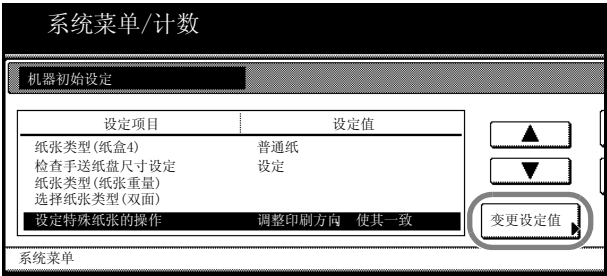 系统菜单/计数
机器初始设定
设定项目 设定值
纸张类型(纸盒4) 普通纸
检查手送纸盘尺寸设定 设定
纸张类型(纸张重量)
选择纸张类型(双面)
设定特殊纸张的操作 调整印刷方向 使其一致
变更设定值
系统菜单